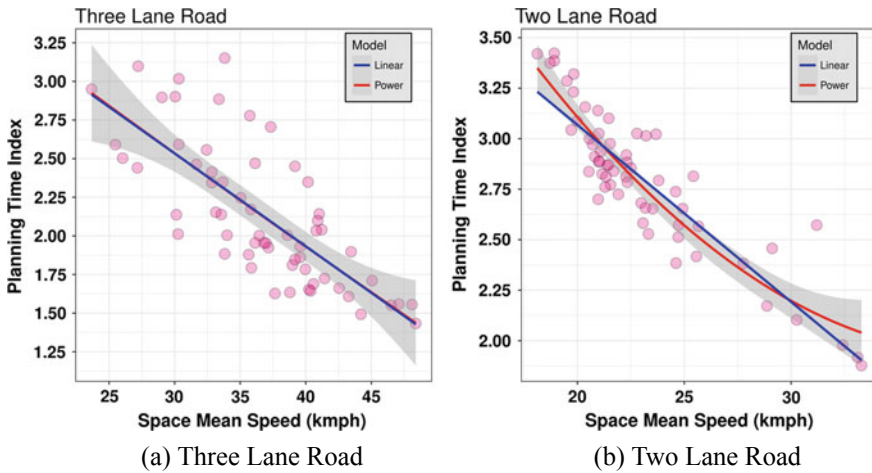 Three Lane Road
Planning Time Index
3.25
3.00
2.75
2.50
2.25
2.00
1.75
1.50
1.25
Model
Linear
Power
25 30 35 40 45
Space Mean Speed (kmph)
(a) Three Lane Road
Two Lane Road
Planning Time Index
3.50
3.25
3.00
2.75
2.50
2.25
2.00
Model
Linear
Power
20 25 30
Space Mean Speed (kmph)
(b) Two Lane Road